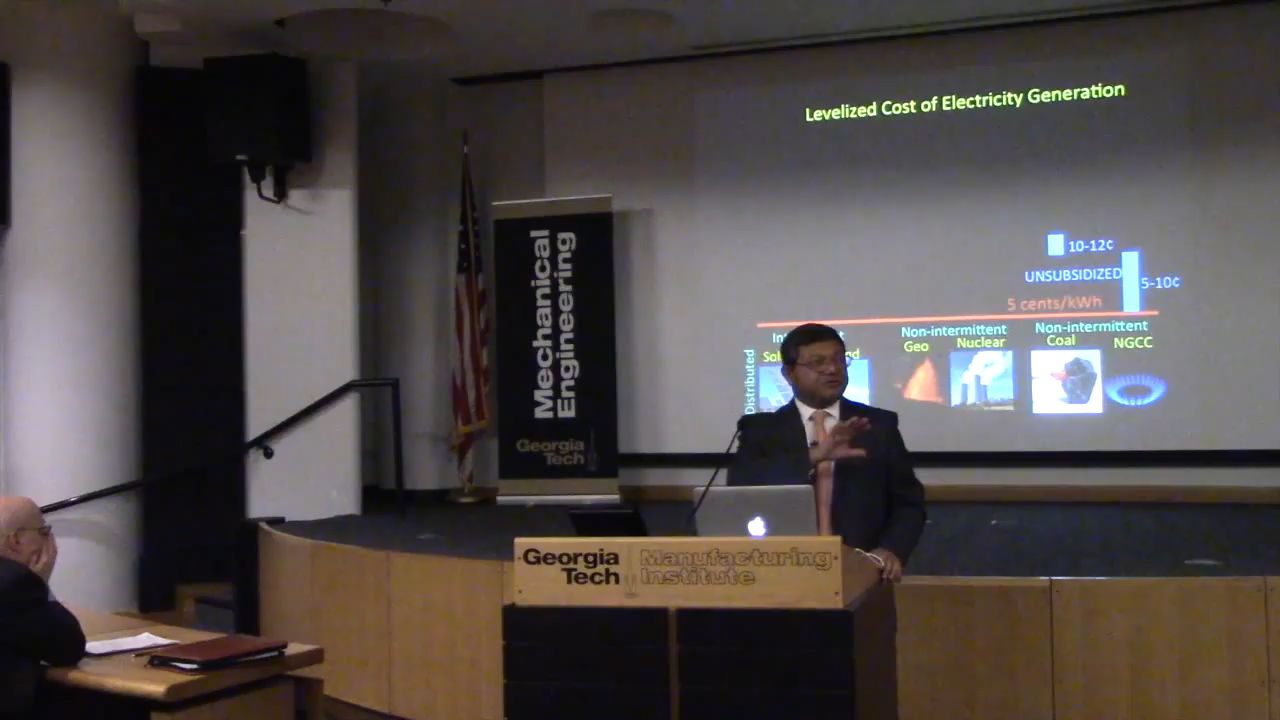 Levelized Cost of Electricity Generation
10-12¢
UNSUBSIDIZED
5-10¢
5 cents/kWh
Non-intermittent
Non-intermittent
Geo
Nuclear
Coal
NGCC
Distributed
Mechanical
Engineering
Georgia
Tech
Georgia
Tech
Manufacturing
Institute